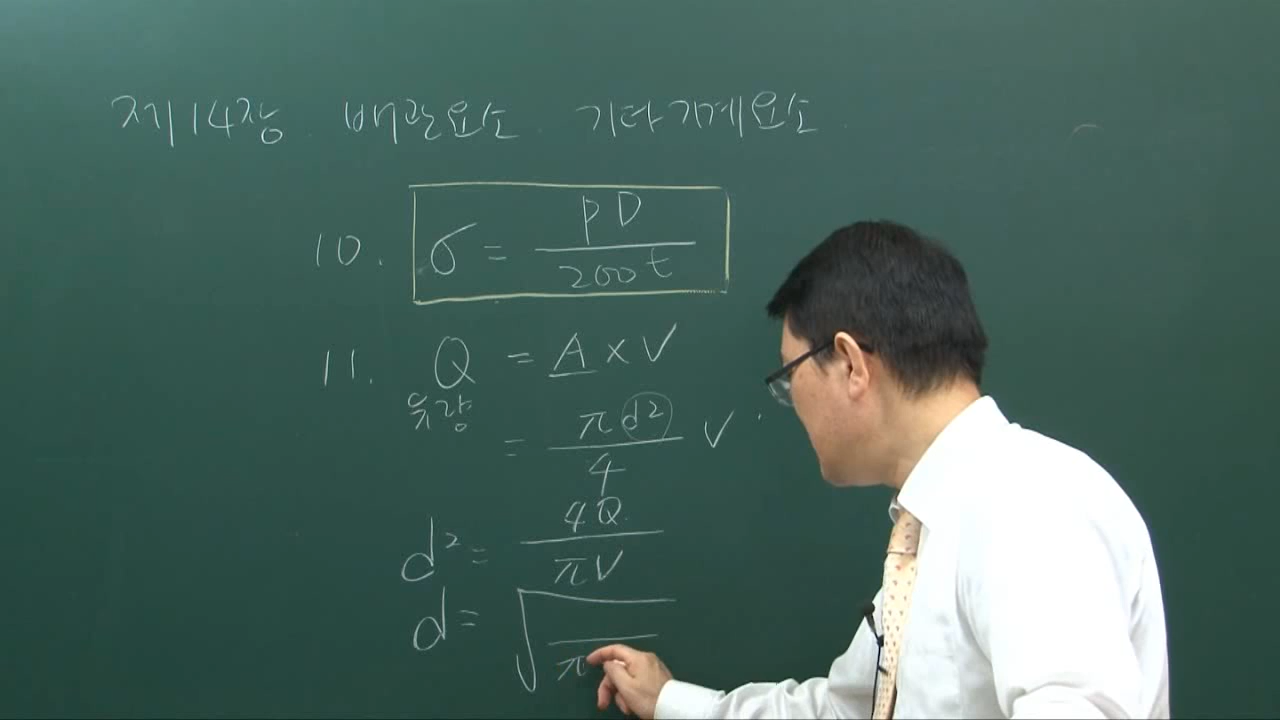 제14장 배관요소 기타기계요소
10. σ = pD / 200t
11. Q = A × V
유량
= πd² / 4 V
d² = 4Q / πV
d = √ / π